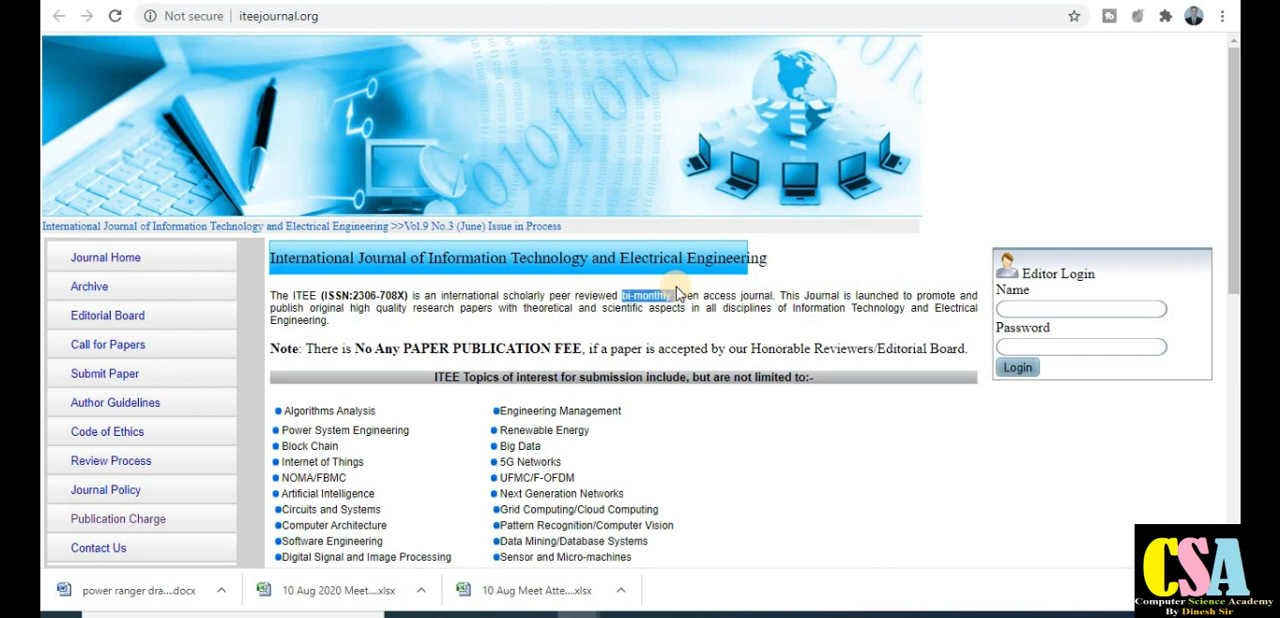 Not secure
iteejournal.org
International Journal of Information Technology and Electrical Engineering >>Vol.9 No.3 (June) Issue in Process
Journal Home
Archive
Editorial Board
Call for Papers
Submit Paper
Author Guidelines
Code of Ethics
Review Process
Journal Policy
Publication Charge
Contact Us
International Journal of Information Technology and Electrical Engineering
The ITEE (ISSN:2306-708X) is an international scholarly peer reviewed bi-monthly open access journal. This Journal is launched to promote and
publish original high quality research papers with theoretical and scientific aspects in all disciplines of Information Technology and Electrical
Engineering.
Note: There is No Any PAPER PUBLICATION FEE, if a paper is accepted by our Honorable Reviewers/Editorial Board.
ITEE Topics of interest for submission include, but are not limited to:-
Algorithms Analysis
Power System Engineering
Block Chain
Internet of Things
NOMA/FBMC
Artificial Intelligence
Circuits and Systems
Computer Architecture
Software Engineering
Digital Signal and Image Processing
Engineering Management
Renewable Energy
Big Data
5G Networks
UFMC/F-OFDM
Next Generation Networks
Grid Computing/Cloud Computing
Pattern Recognition/Computer Vision
Data Mining/Database Systems
Sensor and Micro-machines
Editor Login
Name
Password
Login
power ranger dra....docx
10 Aug 2020 Meet....xlsx
10 Aug Meet Atte....xlsx
CSA
Computer Science Academy
By Dinesh Sir